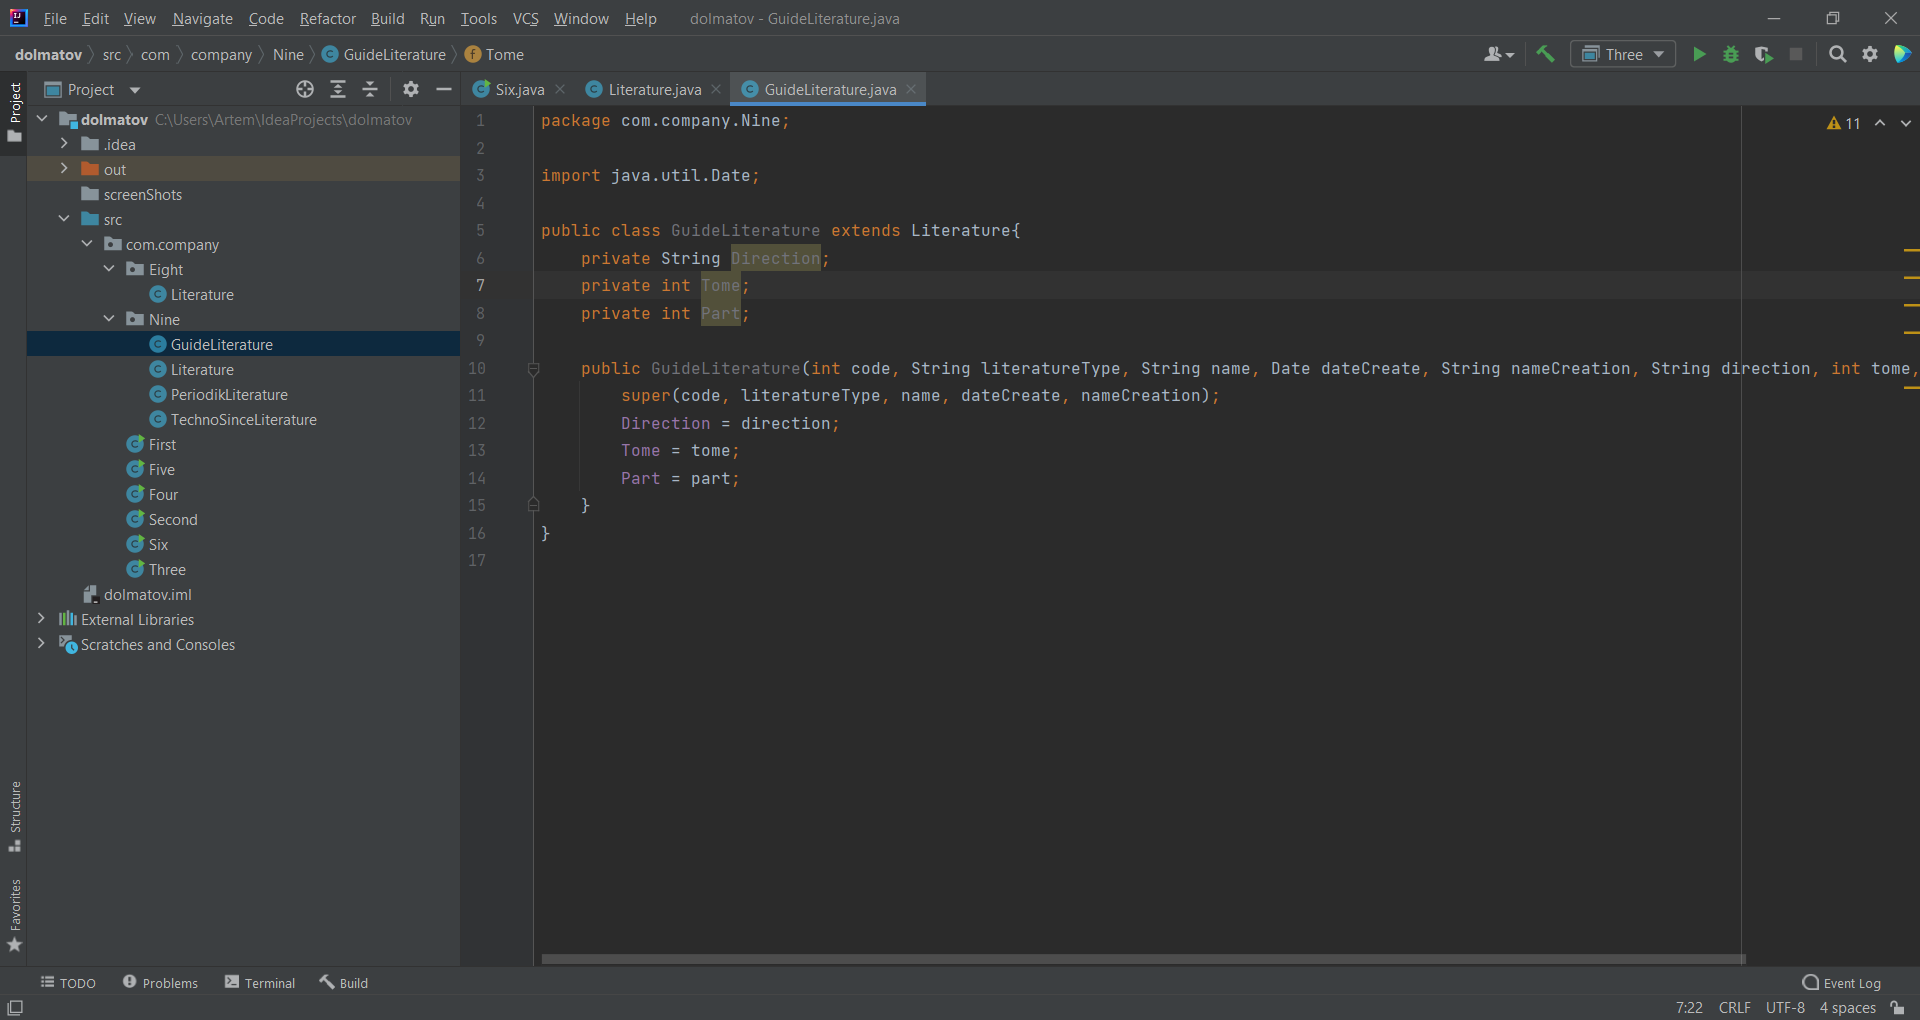 File Edit View Navigate Code Refactor Build Run Tools VCS Window Help dolmatov - GuideLiterature.java
dolmatov src com company Nine GuideLiterature Tome Three
Project Six.java Literature.java GuideLiterature.java
Project
dolmatov C:\Users\Artem\IdeaProjects\dolmatov
.idea
out
screenShots
src
com.company
Eight
Literature
Nine
GuideLiterature
Literature
PeriodikLiterature
TechnoSinceLiterature
First
Five
Four
Second
Six
Three
dolmatov.iml
External Libraries
Scratches and Consoles
Structure
Favorites
11
1 package com.company.Nine;
2
3 import java.util.Date;
4
5 public class GuideLiterature extends Literature{
6 private String Direction;
7 private int Tome;
8 private int Part;
9
10 public GuideLiterature(int code, String literatureType, String name, Date dateCreate, String nameCreation, String direction, int tome,
11 super(code, literatureType, name, dateCreate, nameCreation);
12 Direction = direction;
13 Tome = tome;
14 Part = part;
15 }
16 }
17
TODO Problems Terminal Build Event Log
7:22 CRLF UTF-8 4 spaces